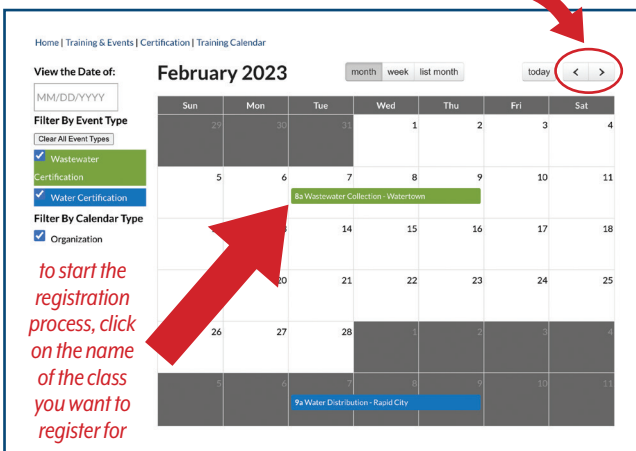 Home | Training & Events | Certification | Training Calendar
View the Date of:
MM/DD/YYYY
Filter By Event Type
Clear All Event Types
Wastewater
Certification
Water Certification
Filter By Calendar Type
Organization
to start the
registration
process, click
on the name
of the class
you want to
register for
February 2023
month week list month
today < >
Sun Mon Tue Wed Thu Fri Sat
29 30 31 1 2 3 4
5 6 7 8 9 10 11
8a Wastewater Collection - Watertown
14 15 16 17 18
20 21 22 23 24 25
26 27 28 1 2 3 4
5 6 7 8 9 10 11
9a Water Distribution - Rapid City